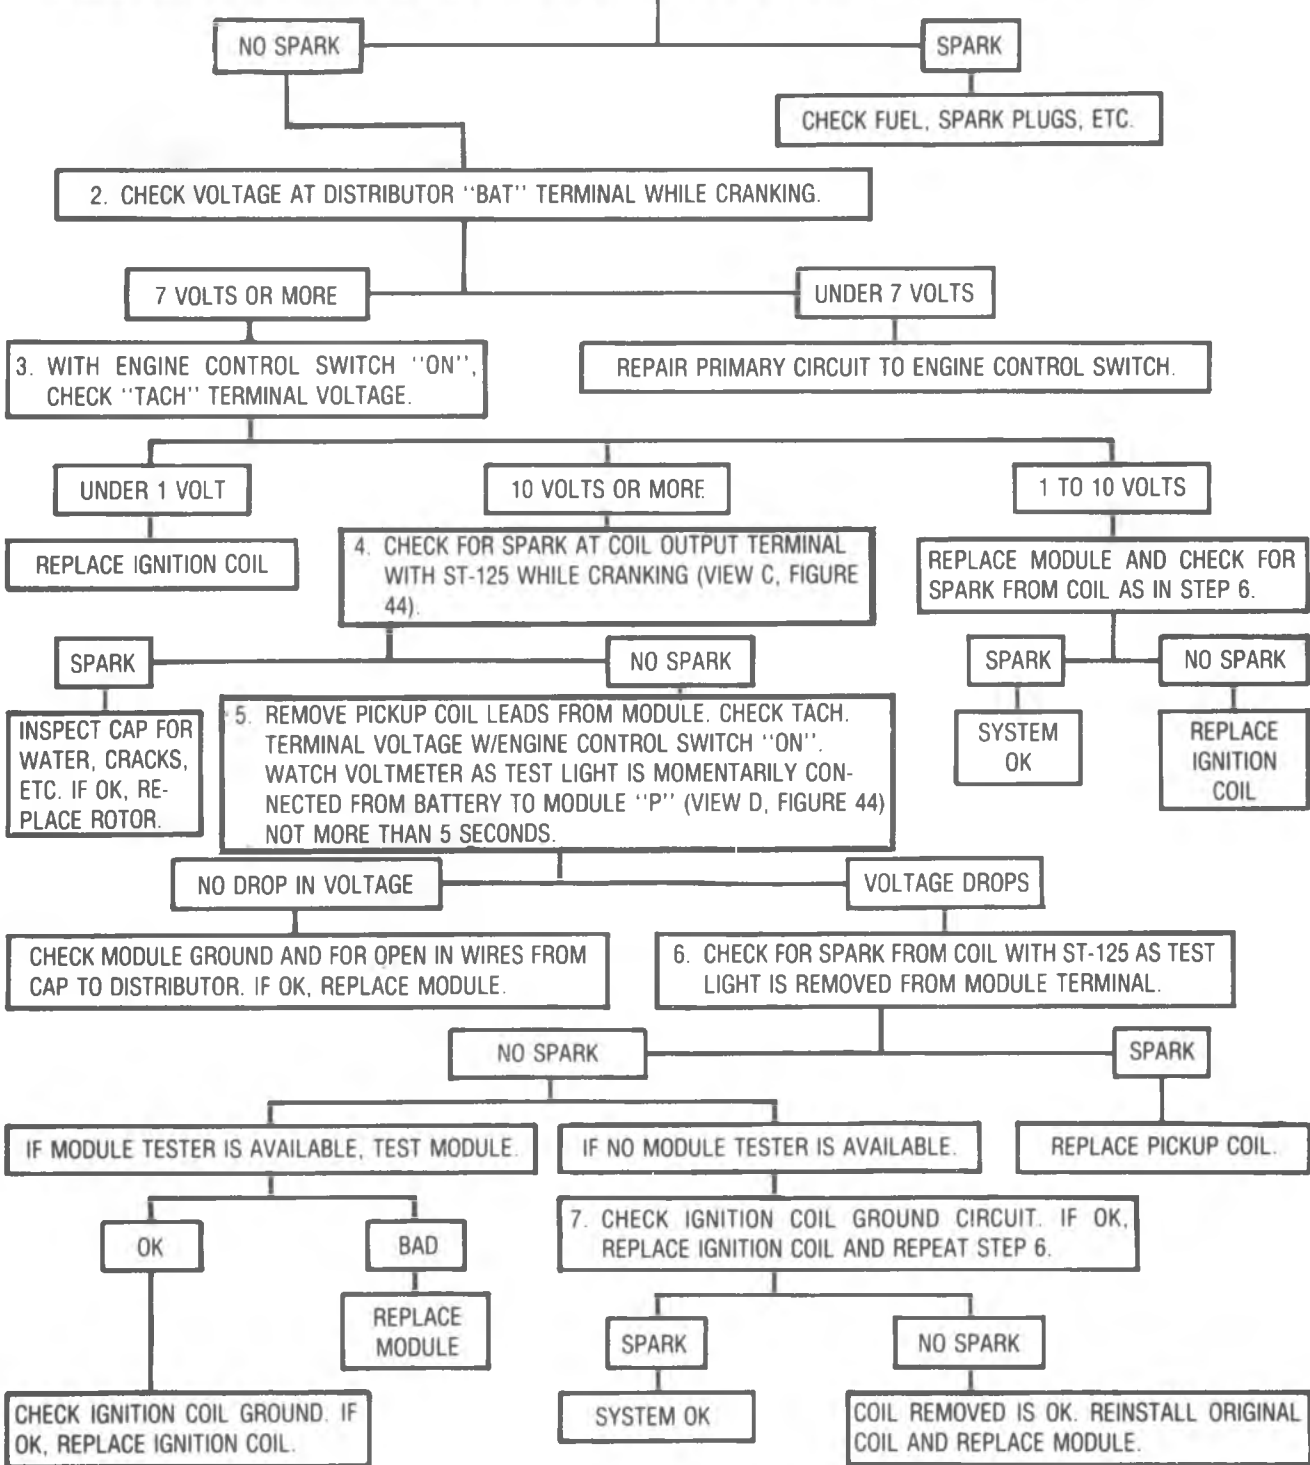 NO SPARK
SPARK
CHECK FUEL, SPARK PLUGS, ETC.
2. CHECK VOLTAGE AT DISTRIBUTOR "BAT" TERMINAL WHILE CRANKING.
7 VOLTS OR MORE
UNDER 7 VOLTS
3. WITH ENGINE CONTROL SWITCH "ON",
CHECK "TACH" TERMINAL VOLTAGE.
REPAIR PRIMARY CIRCUIT TO ENGINE CONTROL SWITCH.
UNDER 1 VOLT
10 VOLTS OR MORE
1 TO 10 VOLTS
REPLACE IGNITION COIL
4. CHECK FOR SPARK AT COIL OUTPUT TERMINAL
WITH ST-125 WHILE CRANKING (VIEW C, FIGURE
44).
REPLACE MODULE AND CHECK FOR
SPARK FROM COIL AS IN STEP 6.
SPARK
NO SPARK
SPARK
NO SPARK
INSPECT CAP FOR
WATER, CRACKS,
ETC. IF OK, RE-
PLACE ROTOR.
5. REMOVE PICKUP COIL LEADS FROM MODULE. CHECK TACH.
TERMINAL VOLTAGE W/ENGINE CONTROL SWITCH "ON".
WATCH VOLTMETER AS TEST LIGHT IS MOMENTARILY CON-
NECTED FROM BATTERY TO MODULE "P" (VIEW D, FIGURE 44)
NOT MORE THAN 5 SECONDS.
SYSTEM
OK
REPLACE
IGNITION
COIL
NO DROP IN VOLTAGE
VOLTAGE DROPS
CHECK MODULE GROUND AND FOR OPEN IN WIRES FROM
CAP TO DISTRIBUTOR. IF OK, REPLACE MODULE.
6. CHECK FOR SPARK FROM COIL WITH ST-125 AS TEST
LIGHT IS REMOVED FROM MODULE TERMINAL.
NO SPARK
SPARK
IF MODULE TESTER IS AVAILABLE, TEST MODULE.
IF NO MODULE TESTER IS AVAILABLE.
REPLACE PICKUP COIL.
OK
BAD
7. CHECK IGNITION COIL GROUND CIRCUIT. IF OK,
REPLACE IGNITION COIL AND REPEAT STEP 6.
REPLACE
MODULE
SPARK
NO SPARK
CHECK IGNITION COIL GROUND. IF
OK, REPLACE IGNITION COIL.
SYSTEM OK
COIL REMOVED IS OK. REINSTALL ORIGINAL
COIL AND REPLACE MODULE.